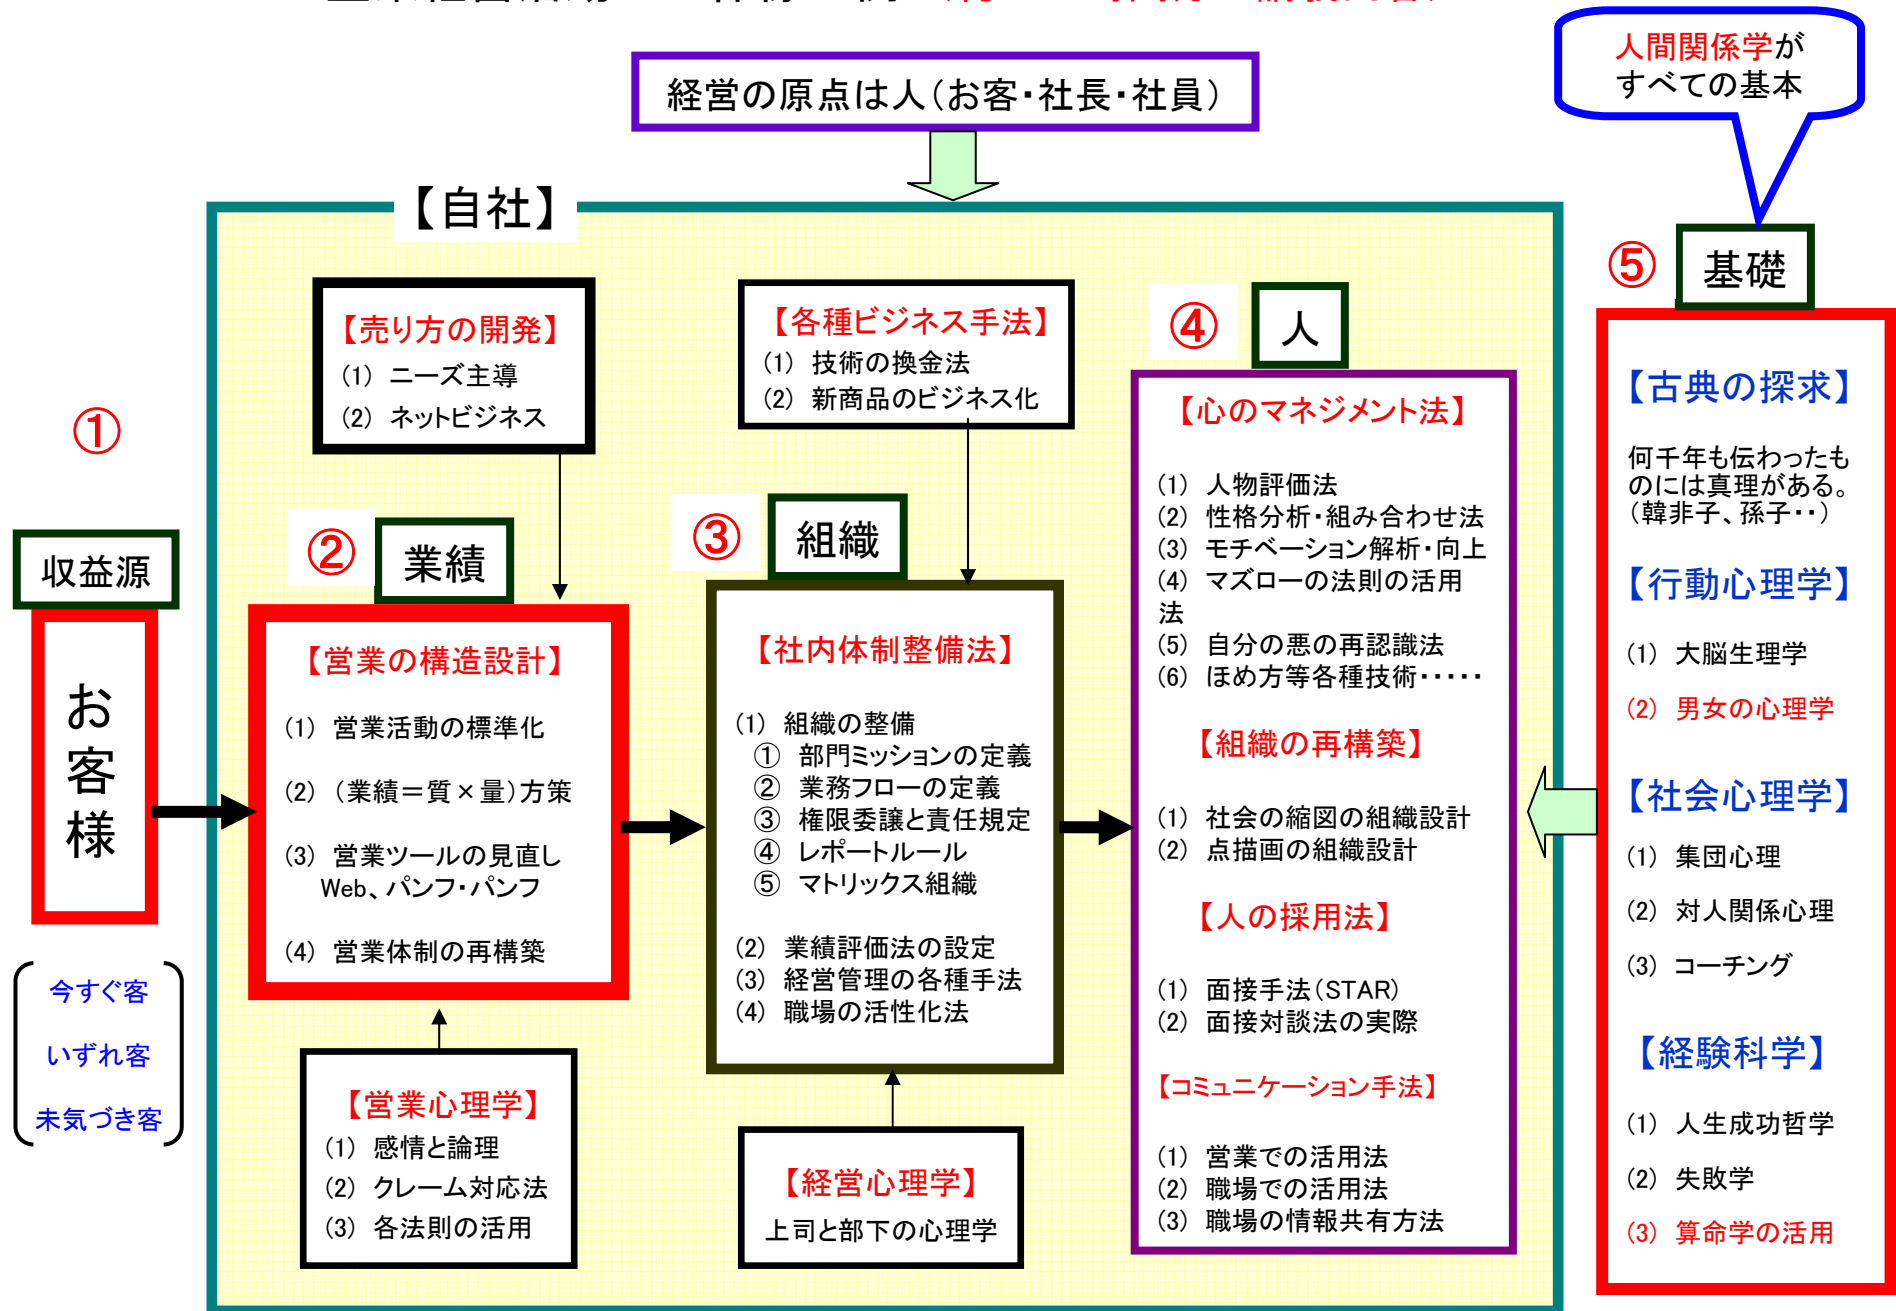 経営の原点は人(お客・社長・社員)
人間関係学が
すべての基本
【自社】
①
収益源
お客様
今すぐ客
いずれ客
未気づき客
【売り方の開発】
(1) ニーズ主導
(2) ネットビジネス
②
業績
【営業の構造設計】
(1) 営業活動の標準化
(2) (業績=質×量)方策
(3) 営業ツールの見直し
Web、パンフ・パンフ
(4) 営業体制の再構築
【営業心理学】
(1) 感情と論理
(2) クレーム対応法
(3) 各法則の活用
【各種ビジネス手法】
(1) 技術の換金法
(2) 新商品のビジネス化
③
組織
【社内体制整備法】
(1) 組織の整備
① 部門ミッションの定義
② 業務フローの定義
③ 権限委譲と責任規定
④ レポートルール
⑤ マトリックス組織
(2) 業績評価法の設定
(3) 経営管理の各種手法
(4) 職場の活性化法
【経営心理学】
上司と部下の心理学
④
人
【心のマネジメント法】
(1) 人物評価法
(2) 性格分析・組み合わせ法
(3) モチベーション解析・向上
(4) マズローの法則の活用
法
(5) 自分の悪の再認識法
(6) ほめ方等各種技術・・・・・
【組織の再構築】
(1) 社会の縮図の組織設計
(2) 点描画の組織設計
【人の採用法】
(1) 面接手法(STAR)
(2) 面接対談法の実際
【コミュニケーション手法】
(1) 営業での活用法
(2) 職場での活用法
(3) 職場の情報共有方法
⑤
基礎
【古典の探求】
何千年も伝わったも
のには真理がある。
(韓非子、孫子・・)
【行動心理学】
(1) 大脳生理学
(2) 男女の心理学
【社会心理学】
(1) 集団心理
(2) 対人関係心理
(3) コーチング
【経験科学】
(1) 人生成功哲学
(2) 失敗学
(3) 算命学の活用